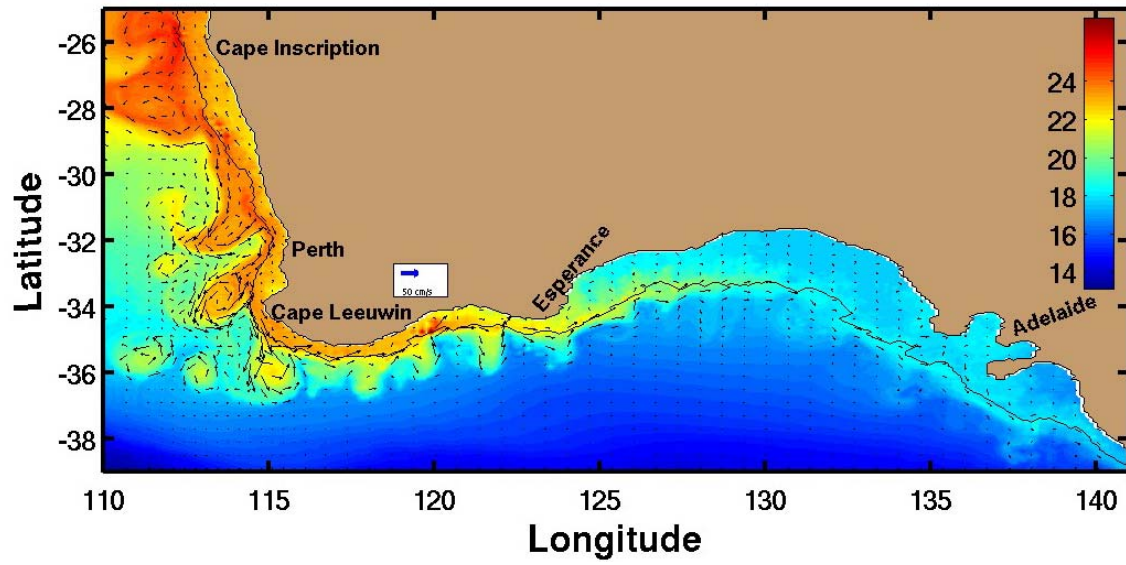 -26
-28
-30
-32
-34
-36
-38
Latitude
Cape Inscription
Perth
Cape Leeuwin
50 cm/s
Esperance
Adelaide
24
22
20
18
16
14
110 115 120 125 130 135 140
Longitude